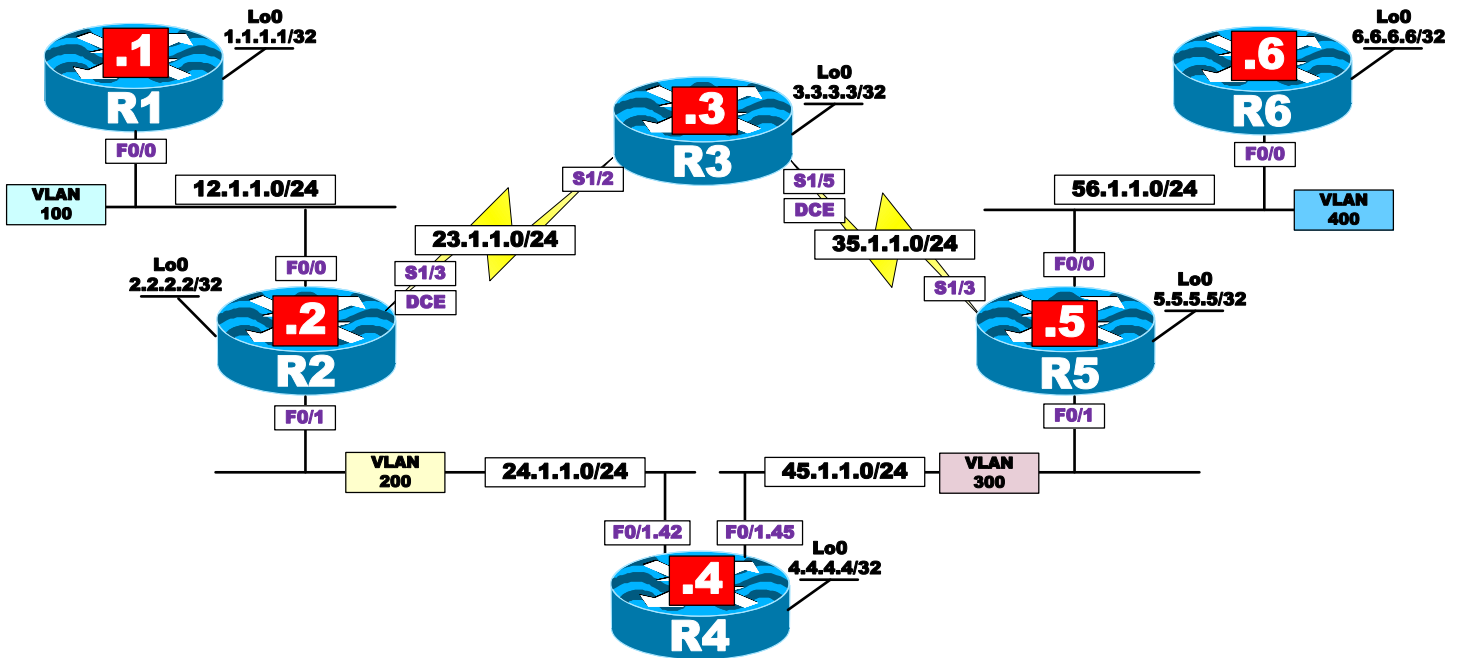 Lo0
1.1.1.1/32
.1
R1
F0/0
VLAN
100
12.1.1.0/24
Lo0
6.6.6.6/32
.6
R6
F0/0
56.1.1.0/24
VLAN
400
Lo0
3.3.3.3/32
.3
R3
S1/2
S1/5
DCE
23.1.1.0/24
35.1.1.0/24
S1/3
DCE
S1/3
F0/0
Lo0
2.2.2.2/32
.2
R2
F0/1
F0/0
Lo0
5.5.5.5/32
.5
R5
F0/1
VLAN
200
24.1.1.0/24
45.1.1.0/24
VLAN
300
F0/1.42
F0/1.45
Lo0
4.4.4.4/32
.4
R4